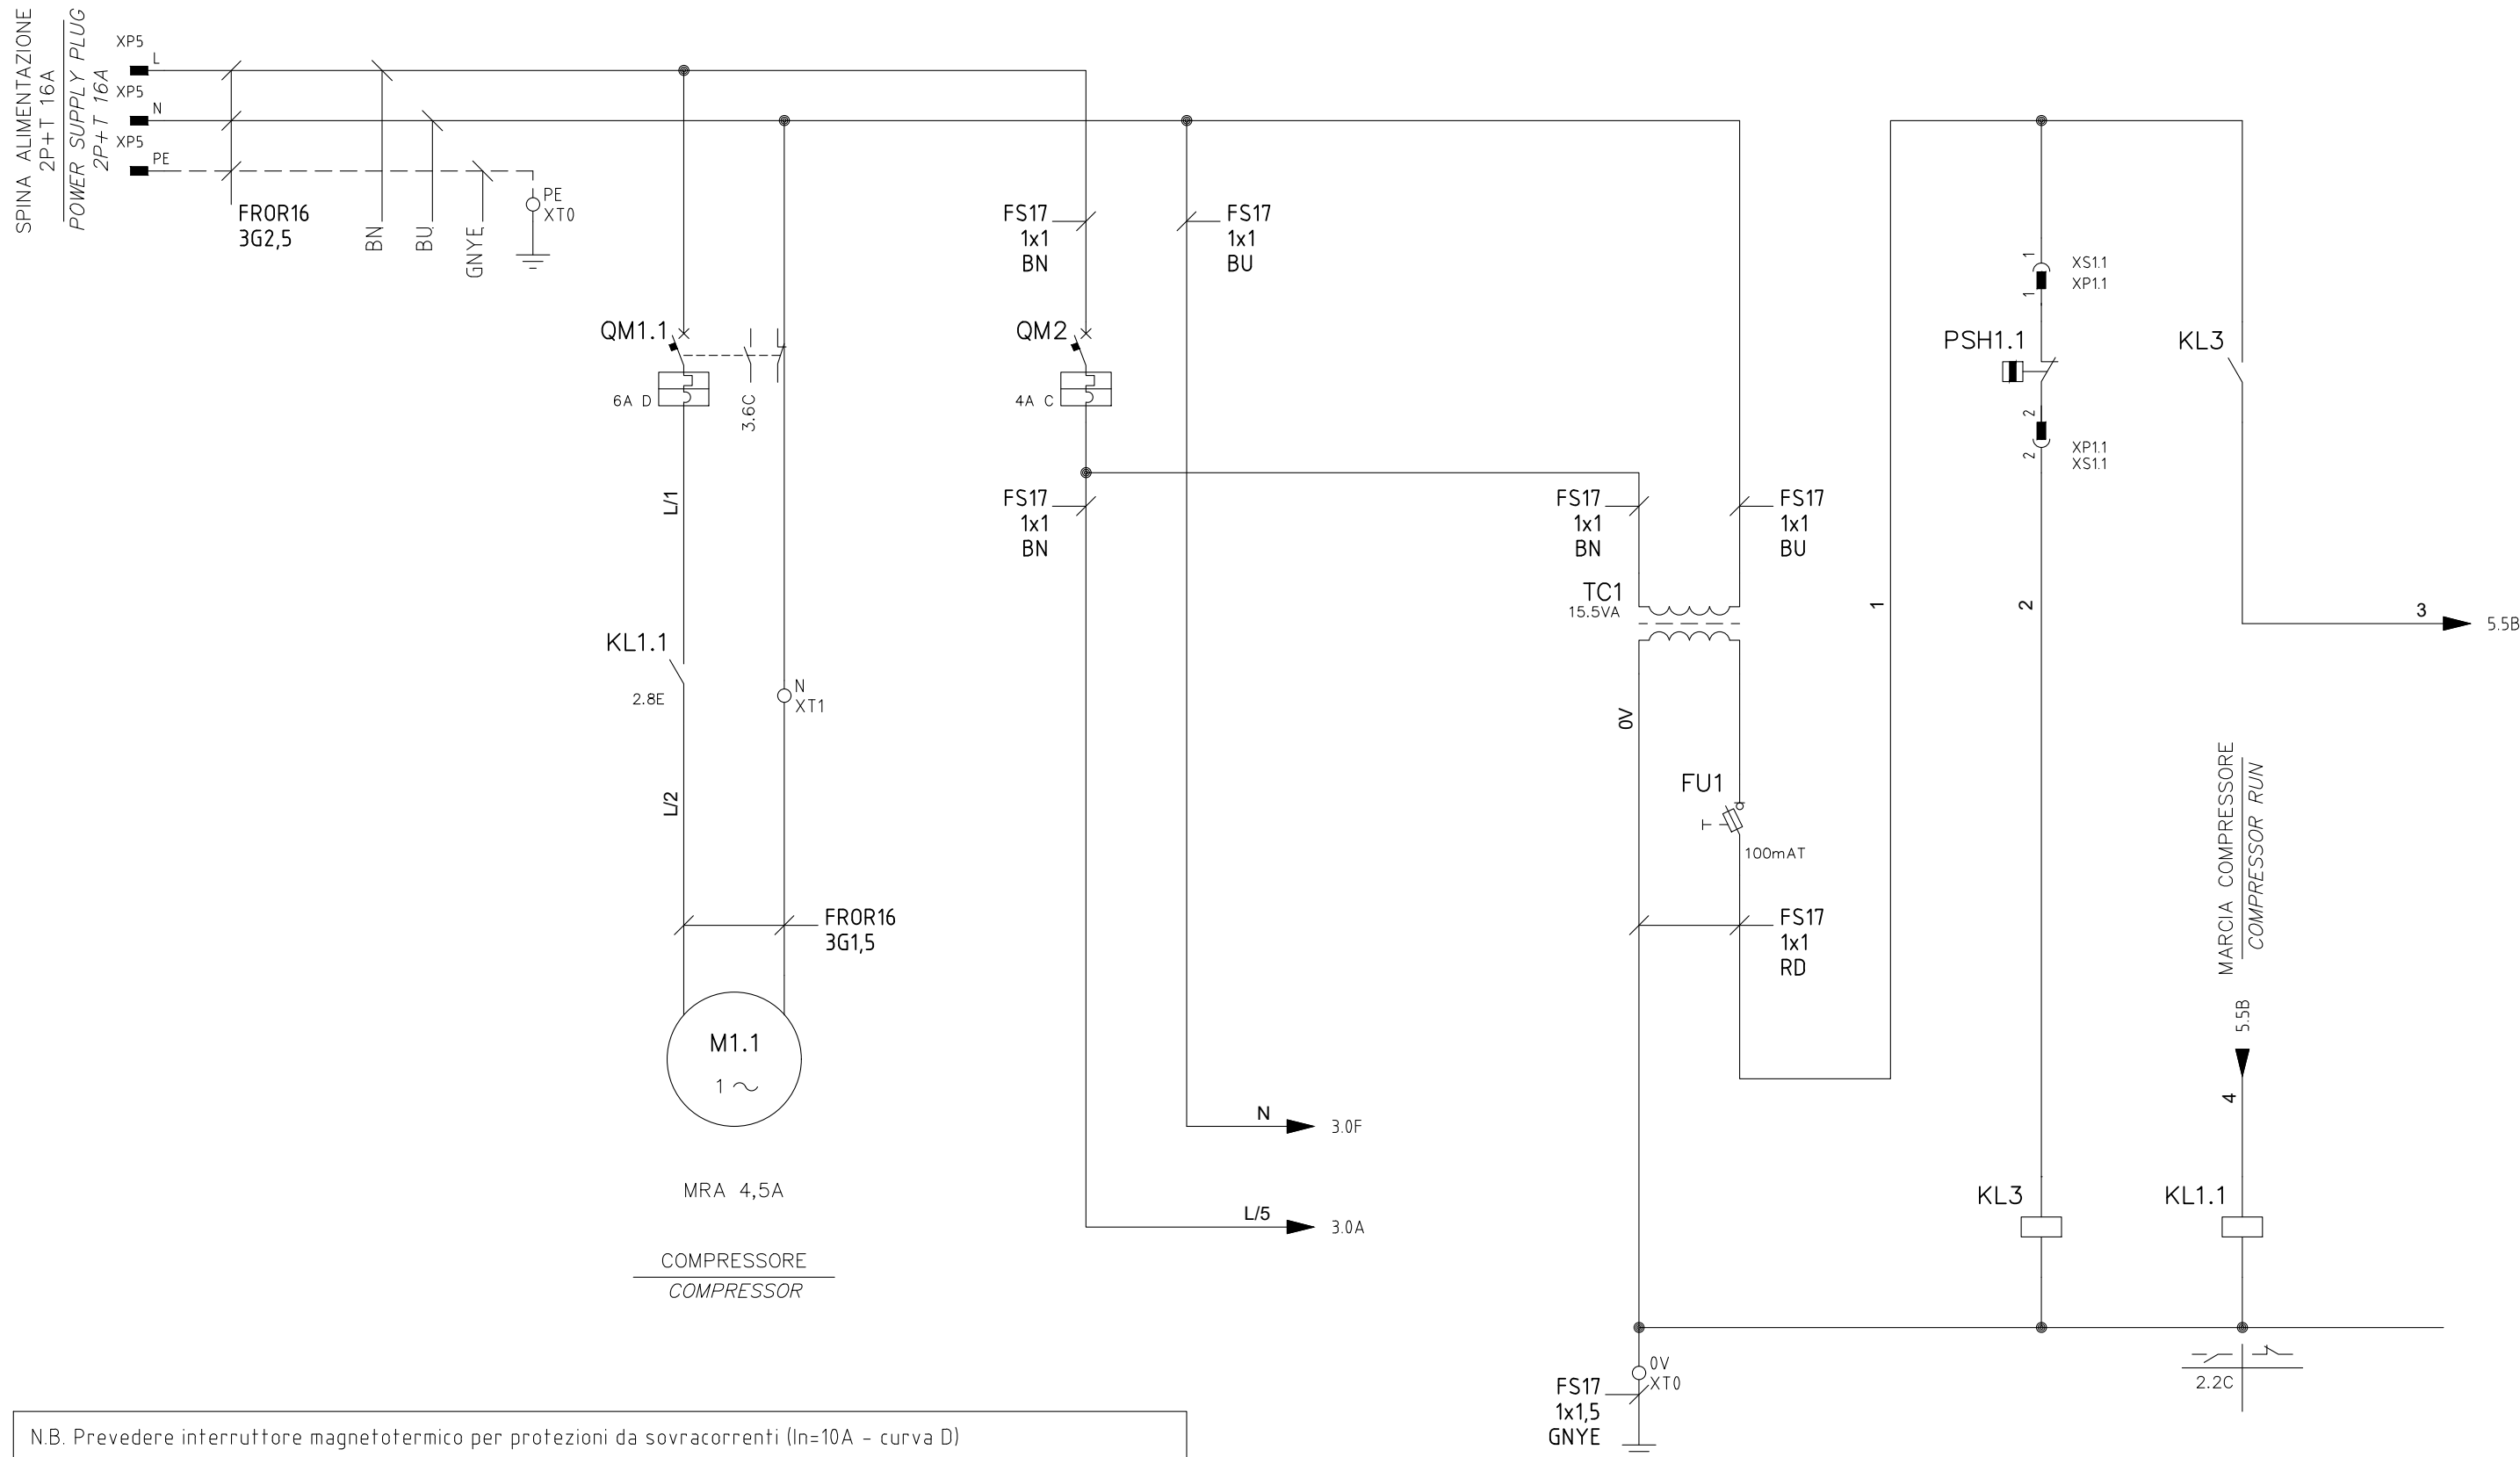 SPINA ALIMENTAZIONE
2P+T 16A
POWER SUPPLY PLUG
2P+T 16A
XP5
L
XP5
N
XP5
PE
FROR16
3G2,5
BN
BU
GNYE
PE
XT0
QM1.1
6A D
3.6C
L/1
KL1.1
2.8E
N
XT1
L/2
FROR16
3G1,5
M1.1
1
MRA 4,5A
COMPRESSORE
COMPRESSOR
FS17
1x1
BN
FS17
1x1
BU
QM2
4A C
FS17
1x1
BN
N
3.0F
L/5
3.0A
FS17
1x1
BN
FS17
1x1
BU
TC1
15.5VA
0V
FU1
100mAT
FS17
1x1
RD
0V
XT0
FS17
1x1,5
GNYE
1
1
XS1.1
XP1.1
1
PSH1.1
2
XP1.1
XS1.1
2
2
KL3
3
5.5B
MARCIA COMPRESSORE
COMPRESSOR RUN
5.5B
4
KL3
KL1.1
2.2C
N.B. Prevedere interruttore magnetotermico per protezioni da sovracorrenti (In=10A - curva D)